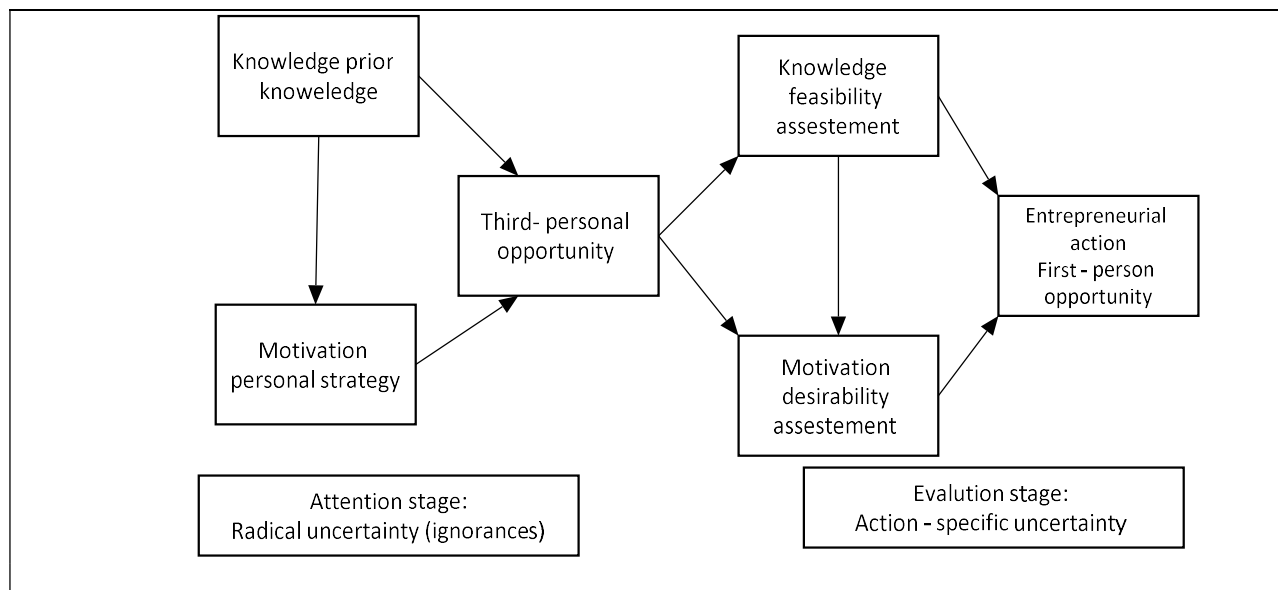 Knowledge prior
knoweledge
Motivation
personal strategy
Third- personal
opportunity
Knowledge
feasibility
assestement
Motivation
desirability
assestement
Entrepreneurial
action
First - person
opportunity
Attention stage:
Radical uncertainty (ignorances)
Evalution stage:
Action - specific uncertainty